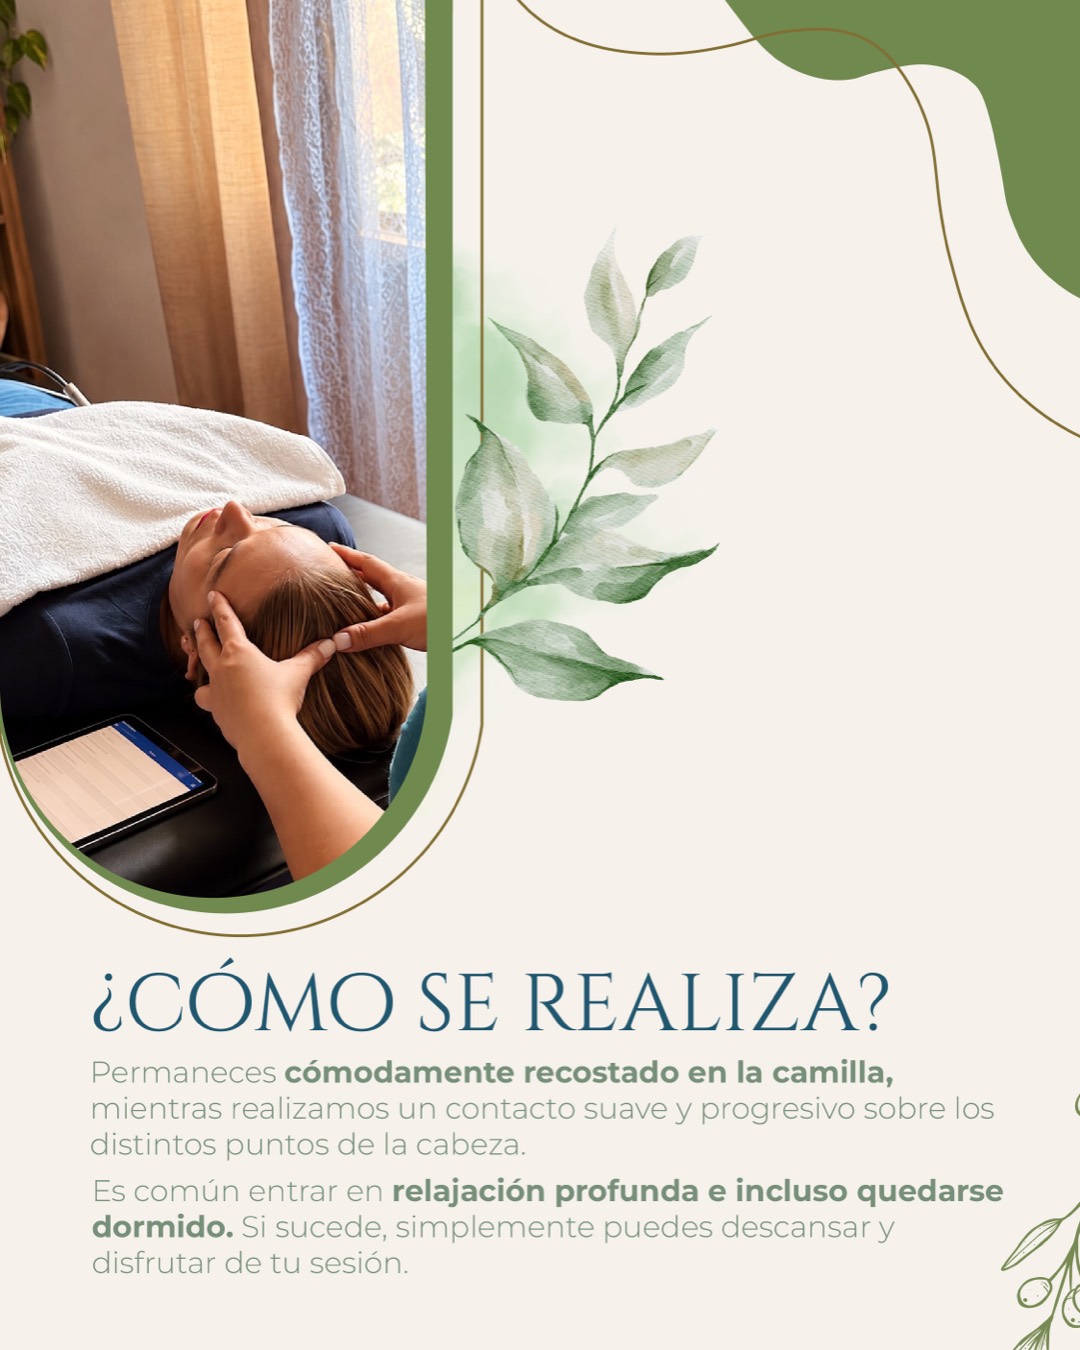 ¿CÓMO SE REALIZA?
Permaneces cómodamente recostado en la camilla,
mientras realizamos un contacto suave y progresivo sobre los
distintos puntos de la cabeza.
Es común entrar en relajación profunda e incluso quedarse
dormido. Si sucede, simplemente puedes descansar y
disfrutar de tu sesión.